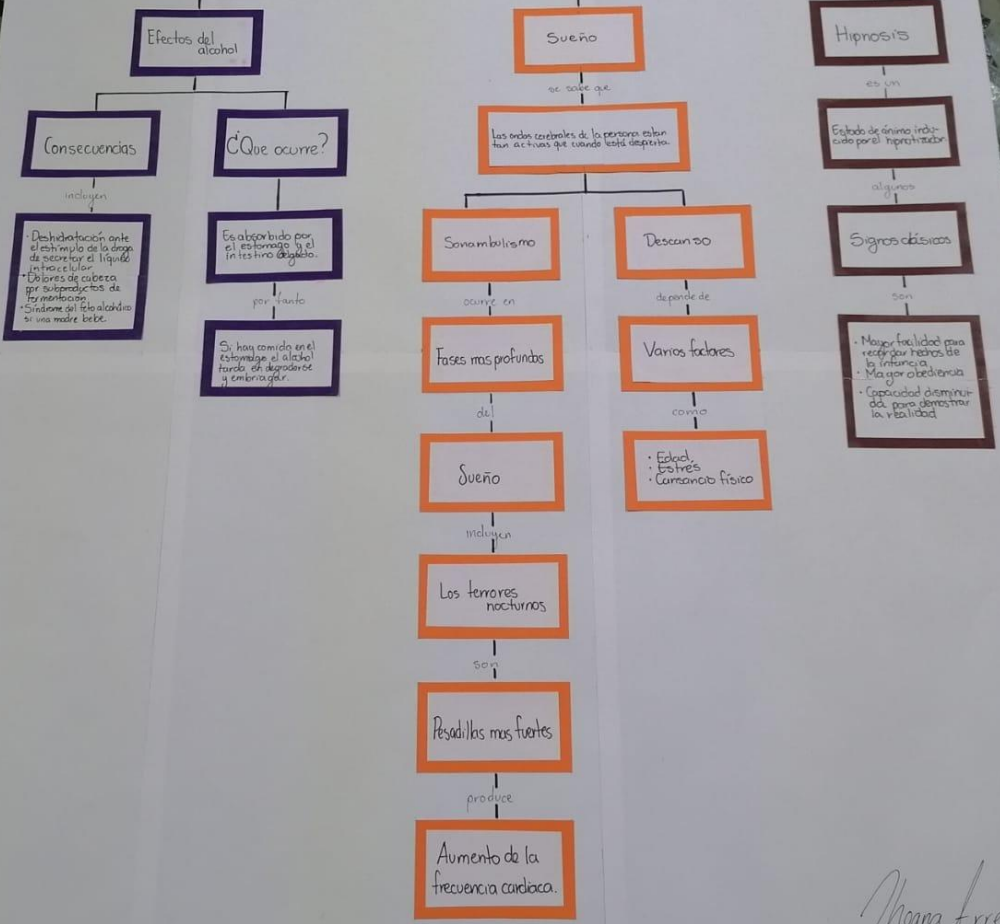 Efectos del
alcohol
Consecuencias
incluyen
· Deshidratación ante
el estímulo de la droga
de secretar el líquido
intracelular
· Dolores de cabeza
por subproductos de
fermentación
· Síndrome del feto alcohólico
si una madre bebe.
¿Que ocurre?
Es absorbido por
el estomago y el
intestino delgado.
por tanto
Si hay comida en el
estomago el alcohol
tarda en degradarse
y embriagar.
Sueño
se sabe que
Las ondas cerebrales de la persona estan
tan activas que cuando está despierta.
Sonambulismo
ocurre en
Fases mas profundas
del
Sueño
incluyen
Los terrores
nocturnos
son
Pesadillas mas fuertes
produce
Aumento de la
frecuencia cardiaca.
Descanso
depende de
Varios factores
como
· Edad.
· Estres
· Cansancio físico
Hipnosis
es un
Estado de ánimo indu-
cido por el hipnotizador.
algunos
Signos clásicos
son
· Mayor facilidad para
recordar hechos de
la infancia
· Mayor obediencia
· Capacidad disminui-
da para demostrar
la realidad